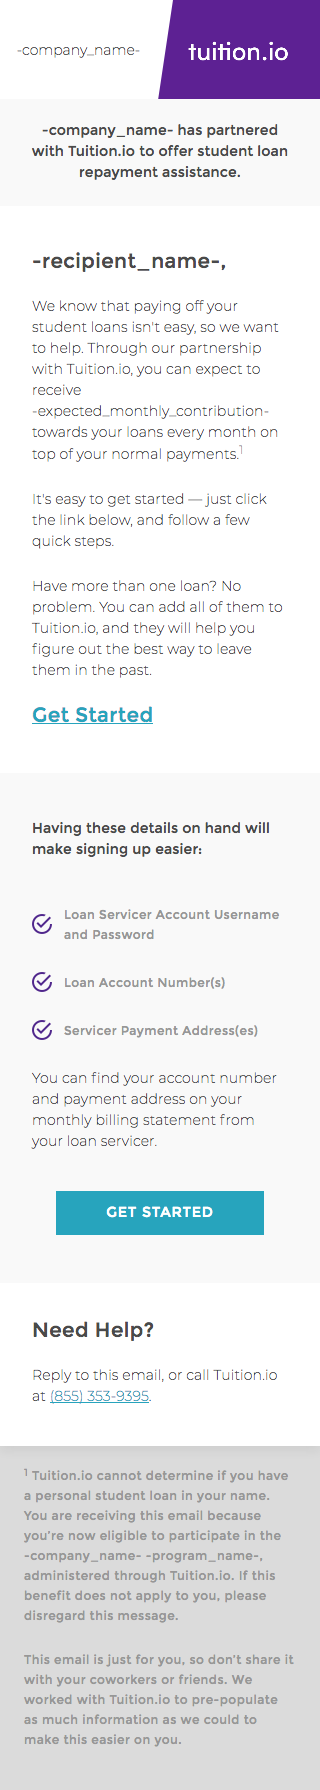 -company_name-
tuition.io
-company_name- has partnered
with Tuition.io to offer student loan
repayment assistance.
-recipient_name-,
We know that paying off your
student loans isn't easy, so we want
to help. Through our partnership
with Tuition.io, you can expect to
receive
-expected_monthly_contribution-
towards your loans every month on
top of your normal payments.1
It's easy to get started — just click
the link below, and follow a few
quick steps.
Have more than one loan? No
problem. You can add all of them to
Tuition.io, and they will help you
figure out the best way to leave
them in the past.
Get Started
Having these details on hand will
make signing up easier:
Loan Servicer Account Username
and Password
Loan Account Number(s)
Servicer Payment Address(es)
You can find your account number
and payment address on your
monthly billing statement from
your loan servicer.
GET STARTED
Need Help?
Reply to this email, or call Tuition.io
at (855) 353-9395.
1 Tuition.io cannot determine if you have
a personal student loan in your name.
You are receiving this email because
you're now eligible to participate in the
-company_name- -program_name-,
administered through Tuition.io. If this
benefit does not apply to you, please
disregard this message.
This email is just for you, so don't share it
with your coworkers or friends. We
worked with Tuition.io to pre-populate
as much information as we could to
make this easier on you.